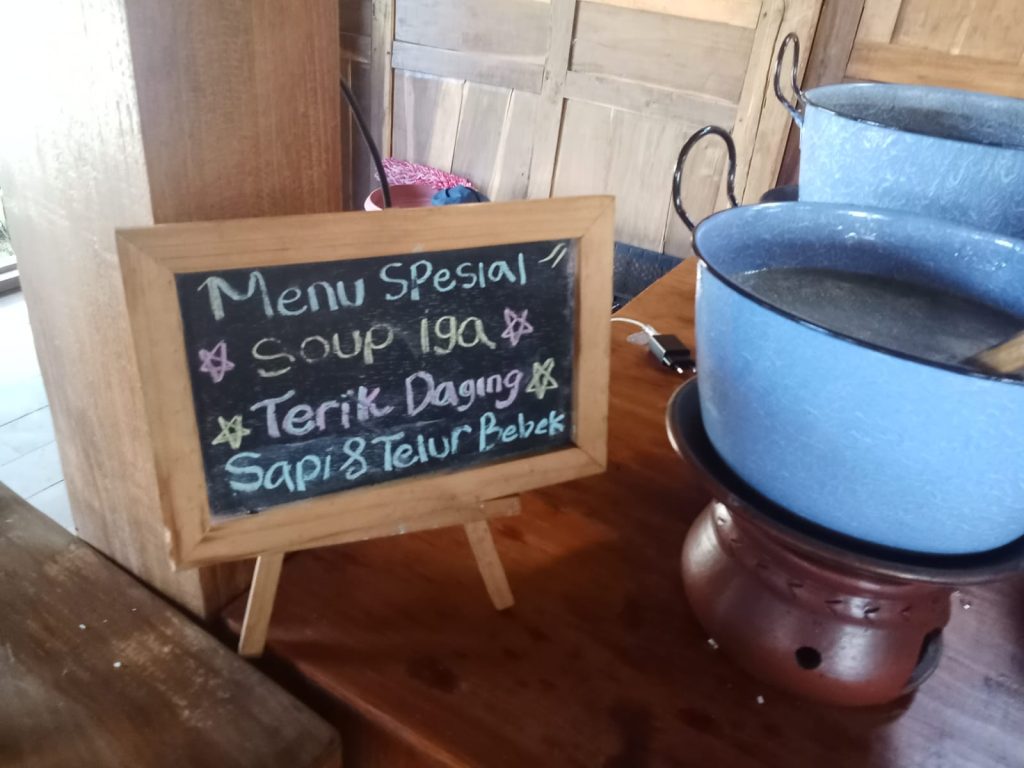 Menu Spesial
Soup iga
Terik Daging
Sapi & Telur Bebek